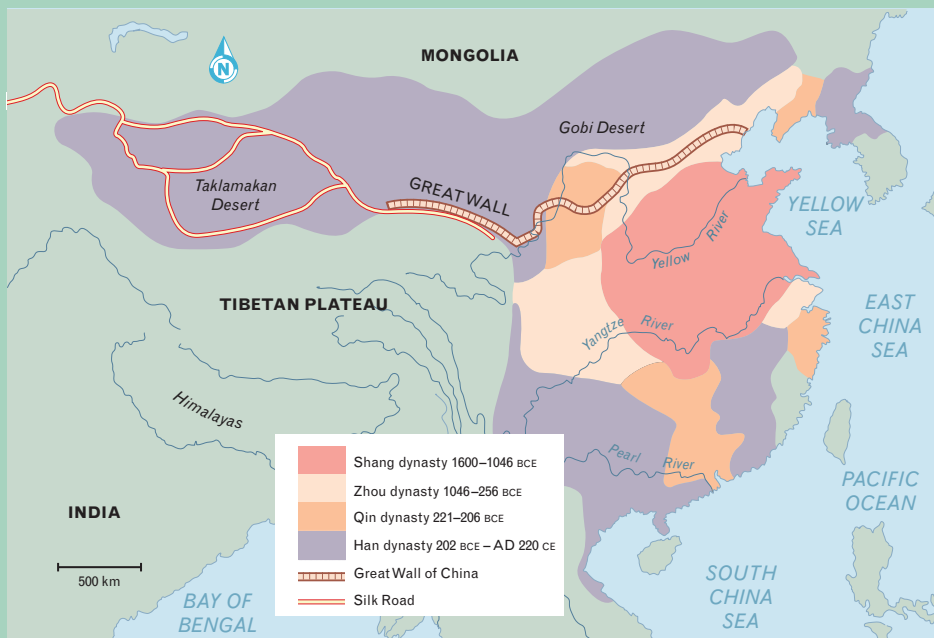 MONGOLIA
N
Gobi Desert
Taklamakan
Desert
GREAT WALL
YELLOW
SEA
Yellow River
TIBETAN PLATEAU
EAST
CHINA
SEA
Yangtze River
Himalayas
Pearl River
PACIFIC
OCEAN
INDIA
500 km
BAY OF
BENGAL
SOUTH
CHINA
SEA
Shang dynasty 1600–1046 BCE
Zhou dynasty 1046–256 BCE
Qin dynasty 221–206 BCE
Han dynasty 202 BCE – AD 220 CE
Great Wall of China
Silk Road